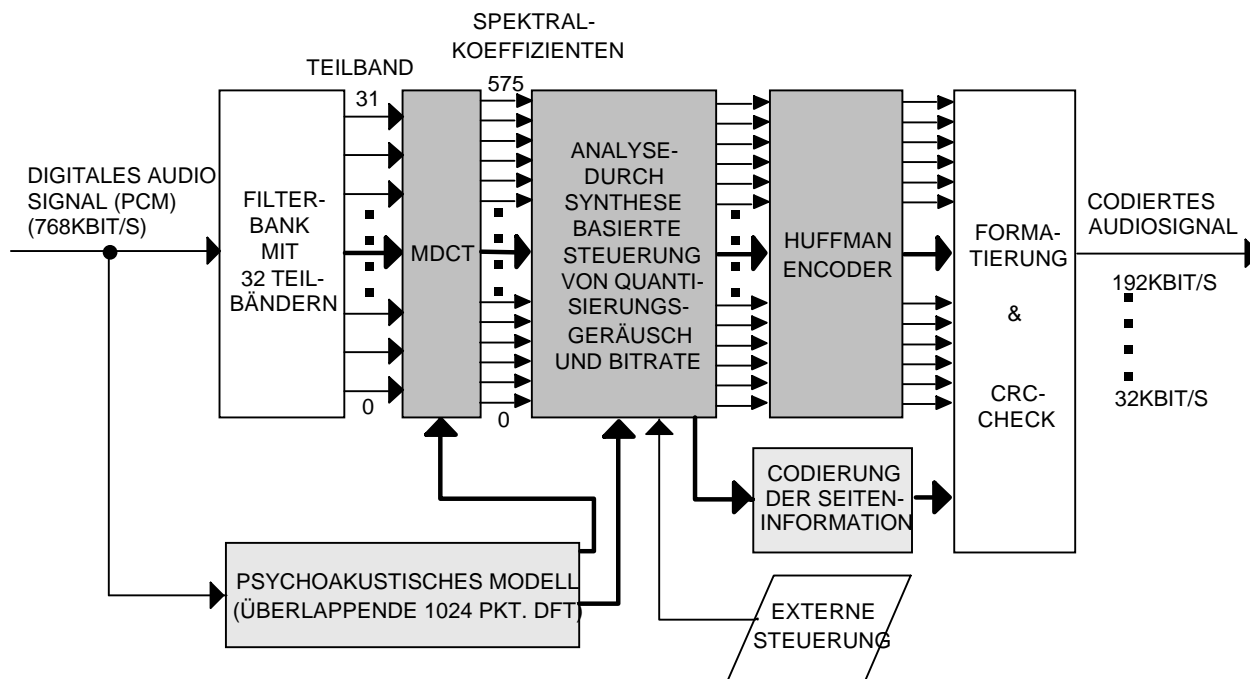 SPEKTRAL-
KOEFFIZIENTEN
TEILBAND
31
575
DIGITALES AUDIO
SIGNAL (PCM)
(768KBIT/S)
FILTER-
BANK
MIT
32 TEIL-
BÄNDERN
0
MDCT
0
ANALYSE-
DURCH
SYNTHESE
BASIERTE
STEUERUNG
VON QUANTI-
SIERUNGS-
GERÄUSCH
UND BITRATE
HUFFMAN
ENCODER
FORMA-
TIERUNG
&
CRC-
CHECK
CODIERTES
AUDIOSIGNAL
192KBIT/S
32KBIT/S
CODIERUNG
DER SEITEN-
INFORMATION
PSYCHOAKUSTISCHES MODELL
(ÜBERLAPPENDE 1024 PKT. DFT)
EXTERNE
STEUERUNG